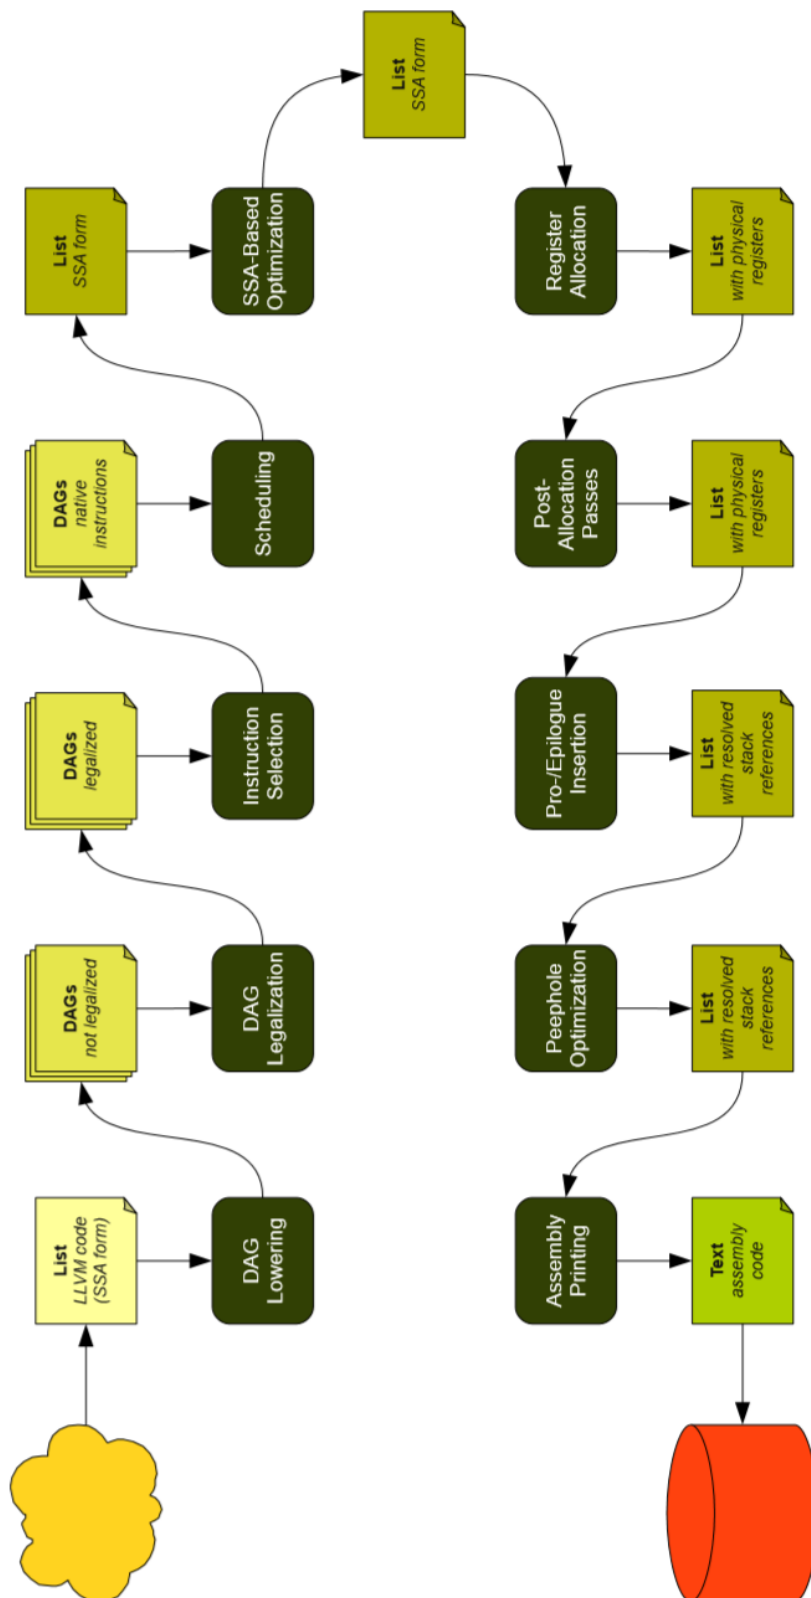 List
LLVM code
(SSA form)
DAG
Lowering
DAGs
not legalized
DAG
Legalization
DAGs
legalized
Instruction
Selection
DAGs
native
instructions
Scheduling
List
SSA form
SSA-Based
Optimization
List
SSA form
Register
Allocation
List
with physical
registers
Post-
Allocation
Passes
List
with physical
registers
Pro-/Epilogue
Insertion
List
with resolved
stack
references
Peephole
Optimization
List
with resolved
stack
references
Assembly
Printing
Text
assembly
code